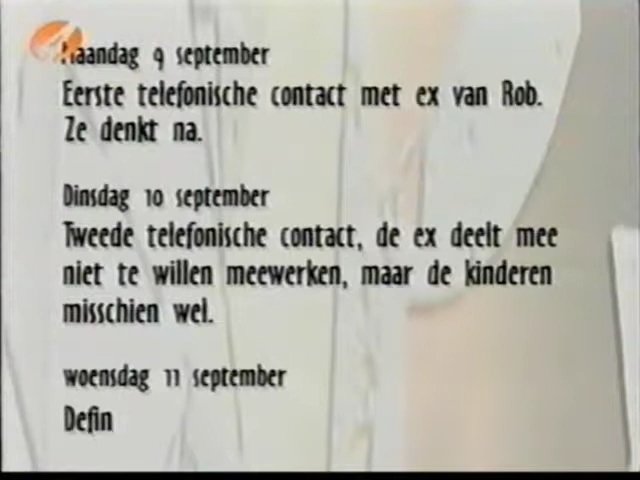 Maandag 9 september
Eerste telefonische contact met ex van Rob.
Ze denkt na.
Dinsdag 10 september
Tweede telefonische contact, de ex deelt mee
niet te willen meewerken, maar de kinderen
misschien wel.
woensdag 11 september
Defin